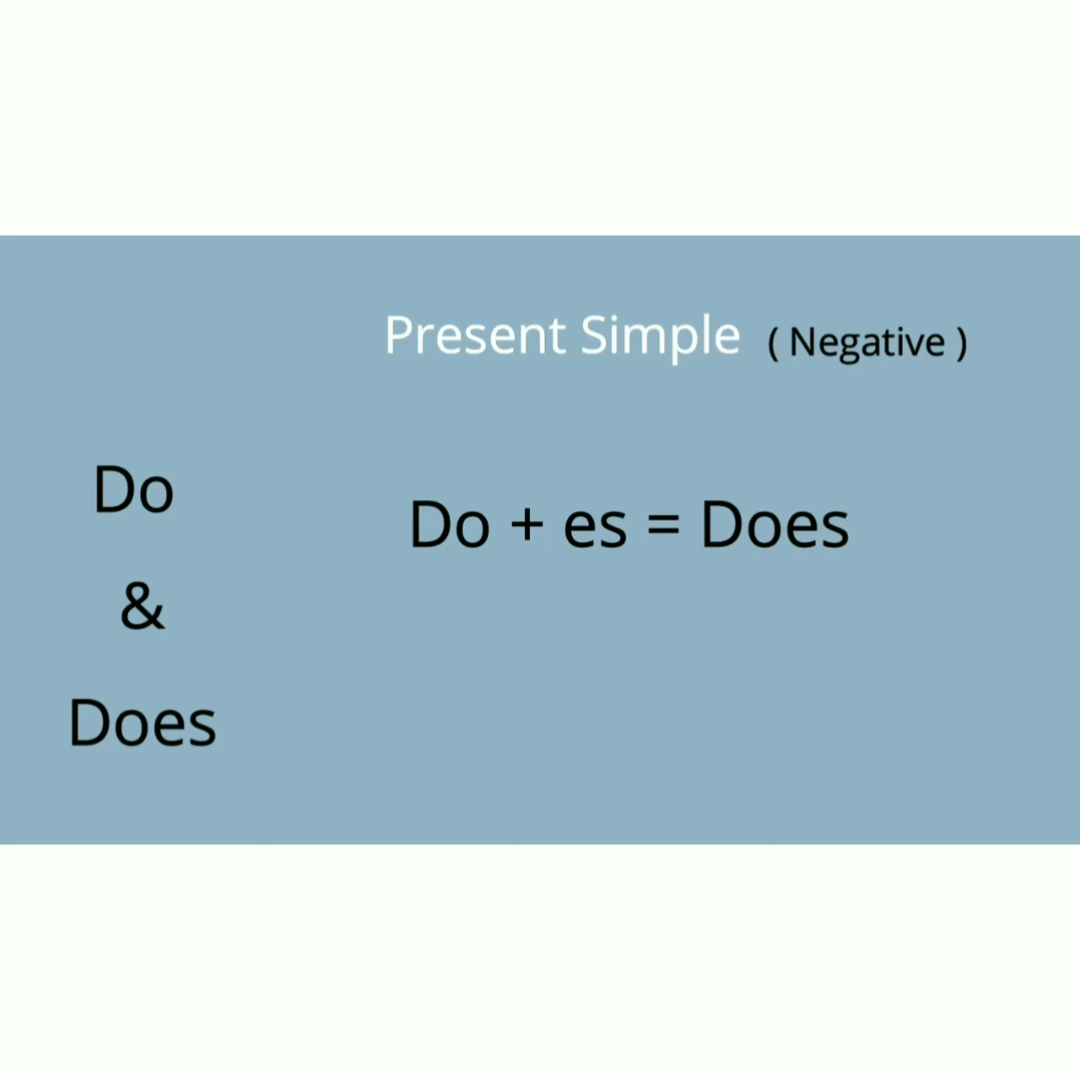 Present Simple ( Negative )
Do
&
Does
Do + es = Does